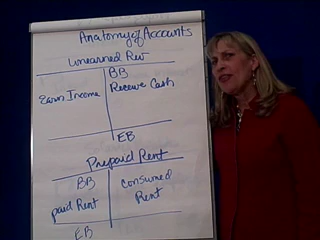 Anatomy of Accounts
Unearned Rev
BB
Earn Income Receive Cash
EB
Prepaid Rent
BB Consumed
paid Rent Rent
EB